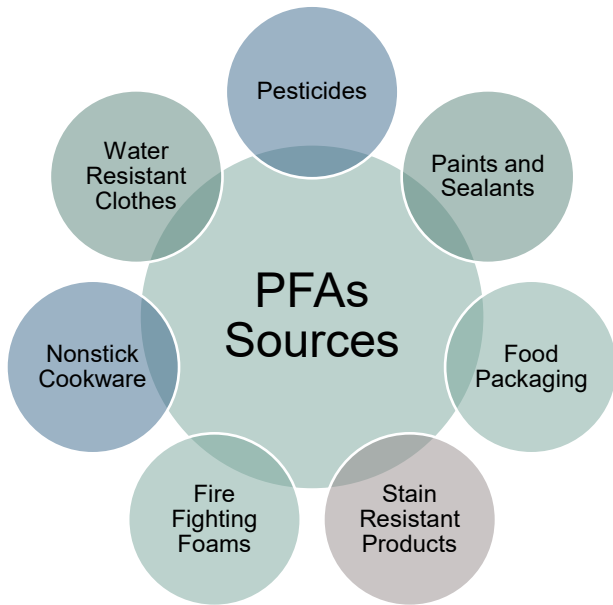 Pesticides
Paints and
Sealants
Food
Packaging
Stain
Resistant
Products
Fire
Fighting
Foams
Nonstick
Cookware
Water
Resistant
Clothes
PFAs
Sources